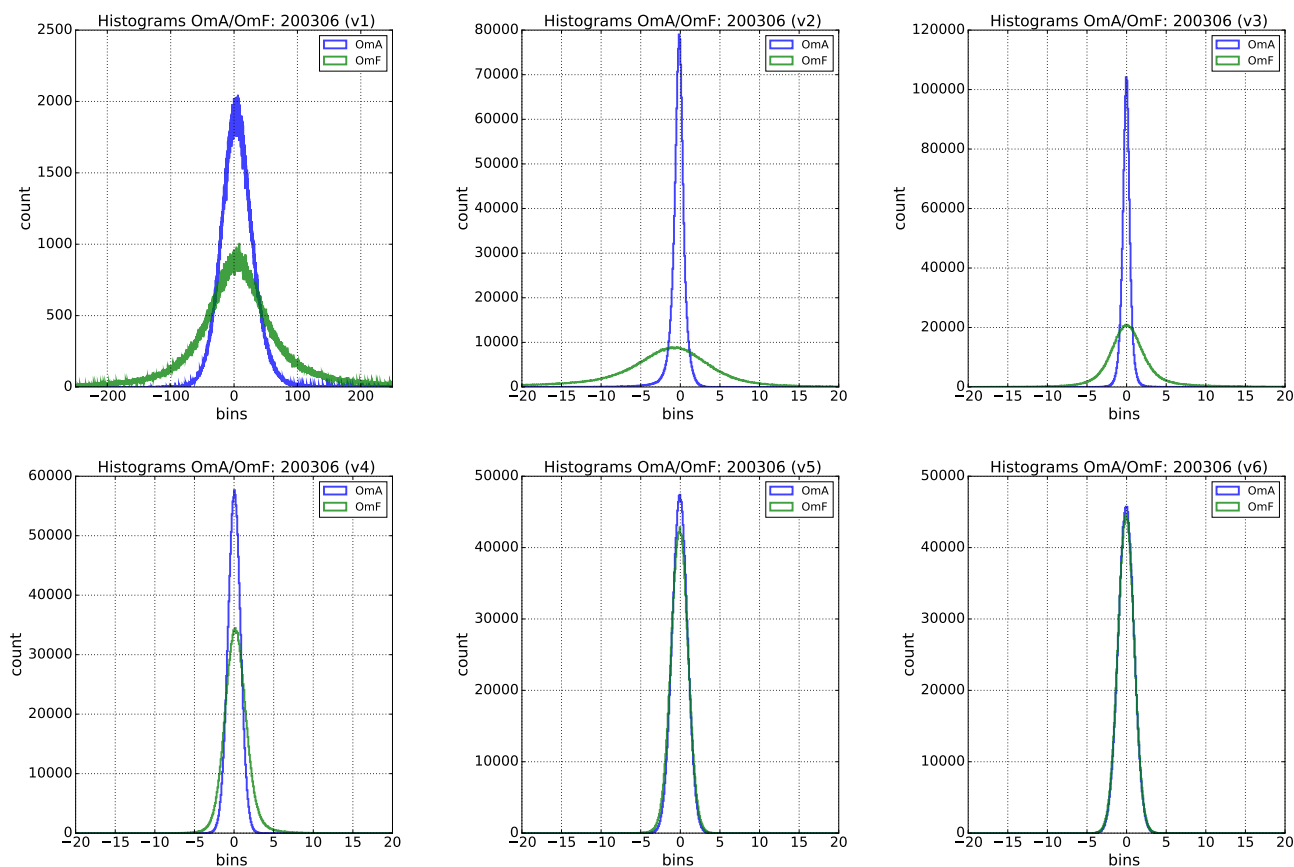 Histograms OmA/OmF: 200306 (v1)
2500
2000
1500
1000
500
0
count
−200 −100 0 100 200
bins
OmA
OmF
Histograms OmA/OmF: 200306 (v2)
80000
70000
60000
50000
40000
30000
20000
10000
0
count
−20 −15 −10 −5 0 5 10 15 20
bins
OmA
OmF
Histograms OmA/OmF: 200306 (v3)
120000
100000
80000
60000
40000
20000
0
count
−20 −15 −10 −5 0 5 10 15 20
bins
OmA
OmF
Histograms OmA/OmF: 200306 (v4)
60000
50000
40000
30000
20000
10000
0
count
−20 −15 −10 −5 0 5 10 15 20
bins
OmA
OmF
Histograms OmA/OmF: 200306 (v5)
50000
40000
30000
20000
10000
0
count
−20 −15 −10 −5 0 5 10 15 20
bins
OmA
OmF
Histograms OmA/OmF: 200306 (v6)
50000
40000
30000
20000
10000
0
count
−20 −15 −10 −5 0 5 10 15 20
bins
OmA
OmF